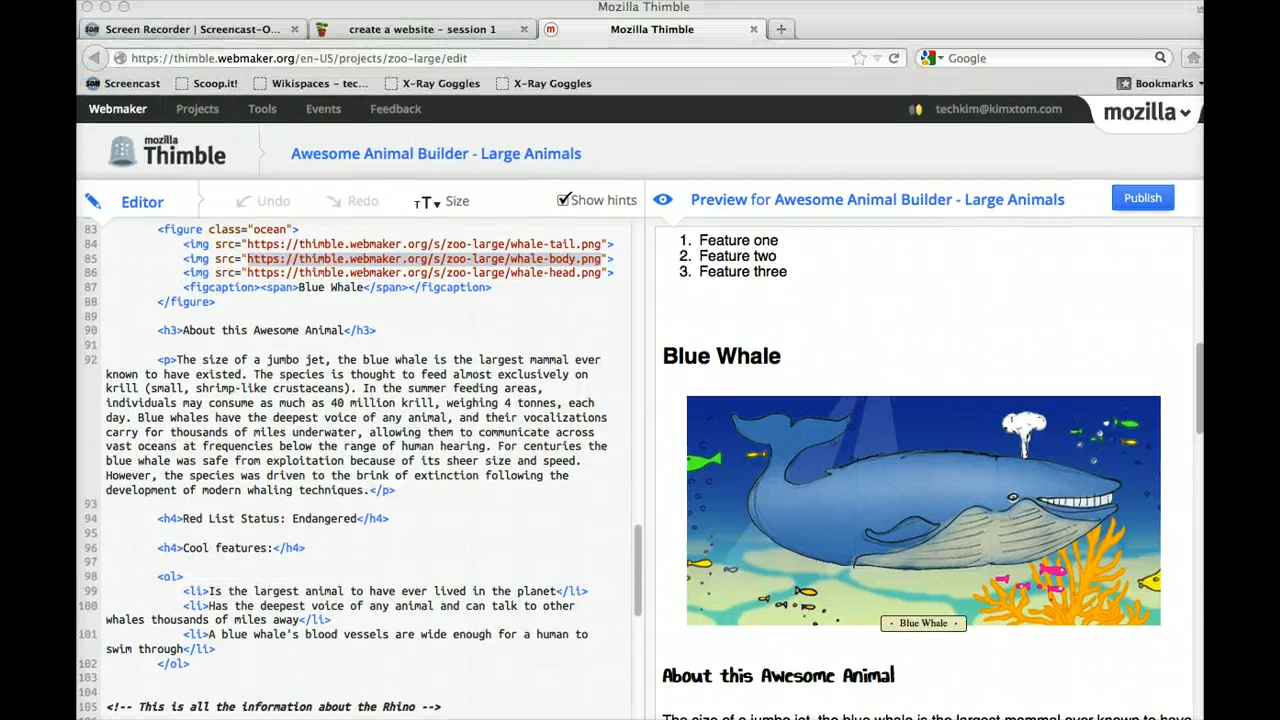 Mozilla Thimble
Screen Recorder | Screencast-O...
create a website - session 1
Mozilla Thimble
https://thimble.webmaker.org/en-US/projects/zoo-large/edit
Google
Screencast
Scoop.it!
Wikispaces - tec...
X-Ray Goggles
X-Ray Goggles
Bookmarks
Webmaker
Projects
Tools
Events
Feedback
techkim@kimxtom.com
mozilla
mozilla
Thimble
Awesome Animal Builder - Large Animals
Editor
Undo
Redo
TT Size
Show hints
Preview for Awesome Animal Builder - Large Animals
Publish
83 <figure class="ocean">
84 <img src="https://thimble.webmaker.org/s/zoo-large/whale-tail.png">
85 <img src="https://thimble.webmaker.org/s/zoo-large/whale-body.png">
86 <img src="https://thimble.webmaker.org/s/zoo-large/whale-head.png">
87 <figcaption><span>Blue Whale</span></figcaption>
88 </figure>
89
90 <h3>About this Awesome Animal</h3>
91
92 <p>The size of a jumbo jet, the blue whale is the largest mammal ever
known to have existed. The species is thought to feed almost exclusively on
krill (small, shrimp-like crustaceans). In the summer feeding areas,
individuals may consume as much as 40 million krill, weighing 4 tonnes, each
day. Blue whales have the deepest voice of any animal, and their vocalizations
carry for thousands of miles underwater, allowing them to communicate across
vast oceans at frequencies below the range of human hearing. For centuries the
blue whale was safe from exploitation because of its sheer size and speed.
However, the species was driven to the brink of extinction following the
development of modern whaling techniques.</p>
93
94 <h4>Red List Status: Endangered</h4>
95
96 <h4>Cool features:</h4>
97
98 <ol>
99 <li>Is the largest animal to have ever lived in the planet</li>
100 <li>Has the deepest voice of any animal and can talk to other
whales thousands of miles away</li>
101 <li>A blue whale's blood vessels are wide enough for a human to
swim through</li>
102 </ol>
103
104
105 <!-- This is all the information about the Rhino -->
1. Feature one
2. Feature two
3. Feature three
Blue Whale
· Blue Whale ·
About this Awesome Animal
The size of a jumbo jet, the blue whale is the largest mammal ever known to have